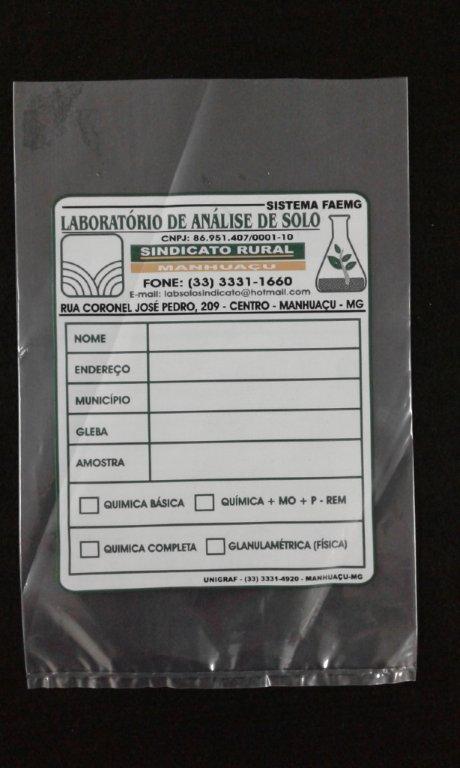 SISTEMA FAEMG
LABORATÓRIO DE ANÁLISE DE SOLO
CNPJ: 86.951.407/0001-10
SINDICATO RURAL
MANHUAÇU
FONE: (33) 3331-1660
E-mail: labsolosindicato@hotmail.com
RUA CORONEL JOSÉ PEDRO, 209 - CENTRO - MANHUAÇU - MG
NOME
ENDEREÇO
MUNICÍPIO
GLEBA
AMOSTRA
QUIMICA BÁSICA QUÍMICA + MO + P - REM
QUIMICA COMPLETA GLANULAMÉTRICA (FÍSICA)
UNIGRAF - (33) 3331-4920 - MANHUAÇU-MG